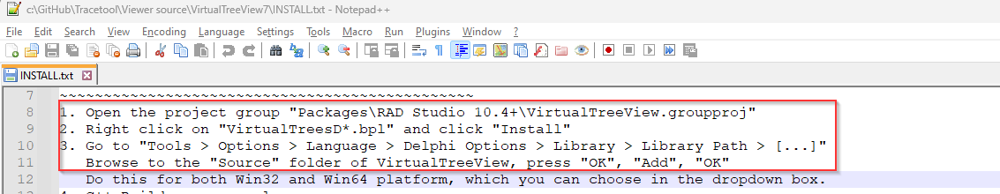 c:\GitHub\Tracetool\Viewer source\VirtualTreeView7\INSTALL.txt - Notepad++
File Edit Search View Encoding Language Settings Tools Macro Run Plugins Window ?
INSTALL.txt
7 ~~~~~~~~~~~~~~~~~~~~~~~~~~~~~~~~~~~~~~~~~~~~~~~
8 1. Open the project group "Packages\RAD Studio 10.4+\VirtualTreeView.groupproj"
9 2. Right click on "VirtualTreesD*.bpl" and click "Install"
10 3. Go to "Tools > Options > Language > Delphi Options > Library > Library Path > [...]"
11 Browse to the "Source" folder of VirtualTreeView, press "OK", "Add", "OK"
12 Do this for both Win32 and Win64 platform, which you can choose in the dropdown box.